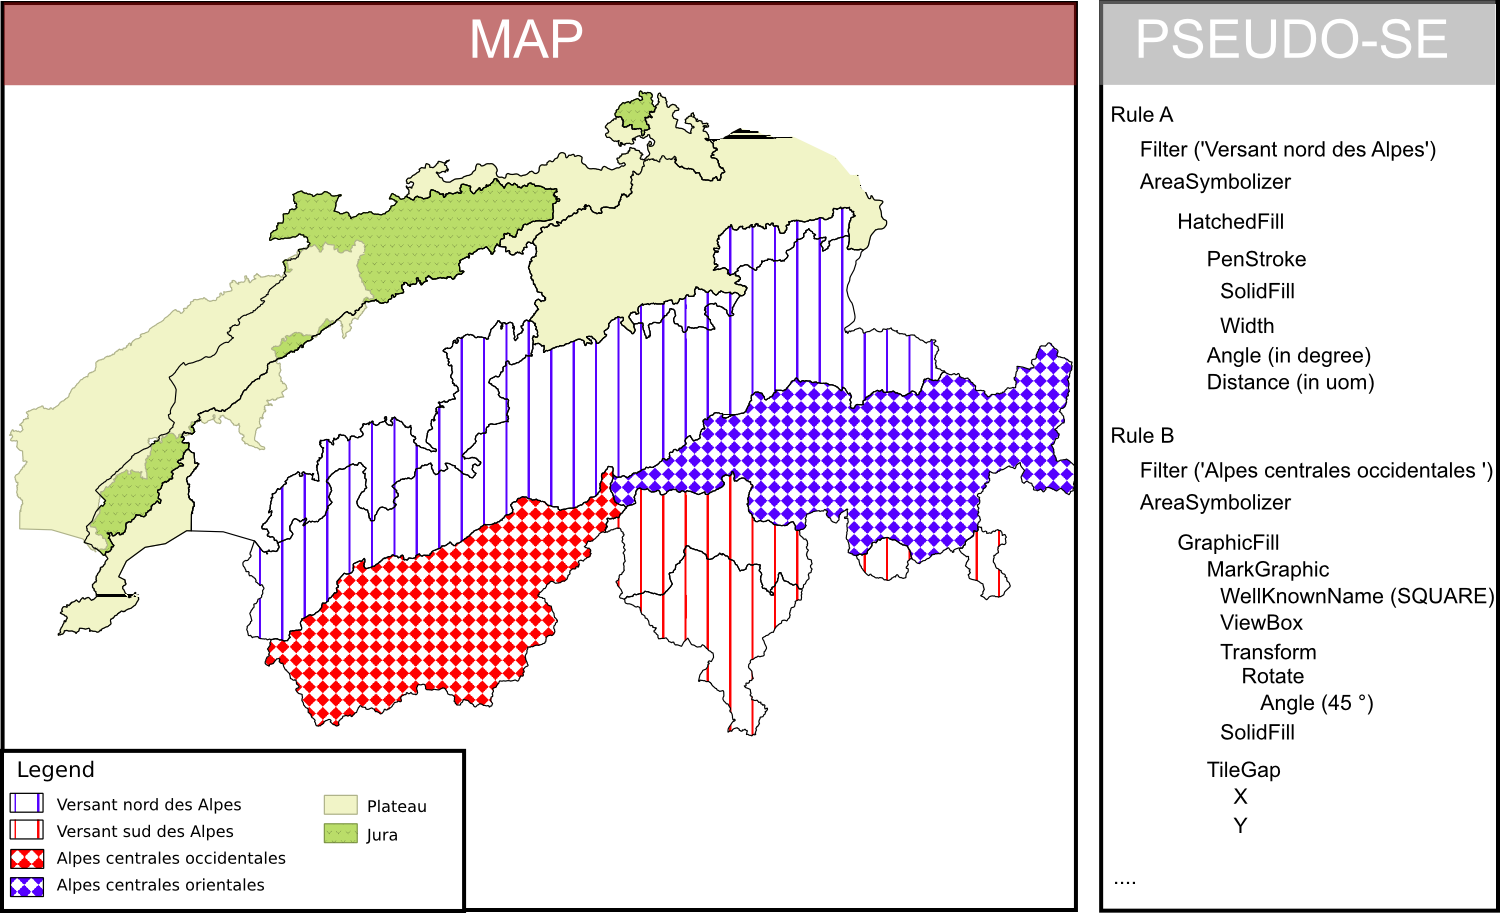 MAP
Legend
Versant nord des Alpes
Versant sud des Alpes
Alpes centrales occidentales
Alpes centrales orientales
Plateau
Jura
PSEUDO-SE
Rule A
Filter ('Versant nord des Alpes')
AreaSymbolizer
HatchedFill
PenStroke
SolidFill
Width
Angle (in degree)
Distance (in uom)
Rule B
Filter ('Alpes centrales occidentales ')
AreaSymbolizer
GraphicFill
MarkGraphic
WellKnownName (SQUARE)
ViewBox
Transform
Rotate
Angle (45 °)
SolidFill
TileGap
X
Y
....